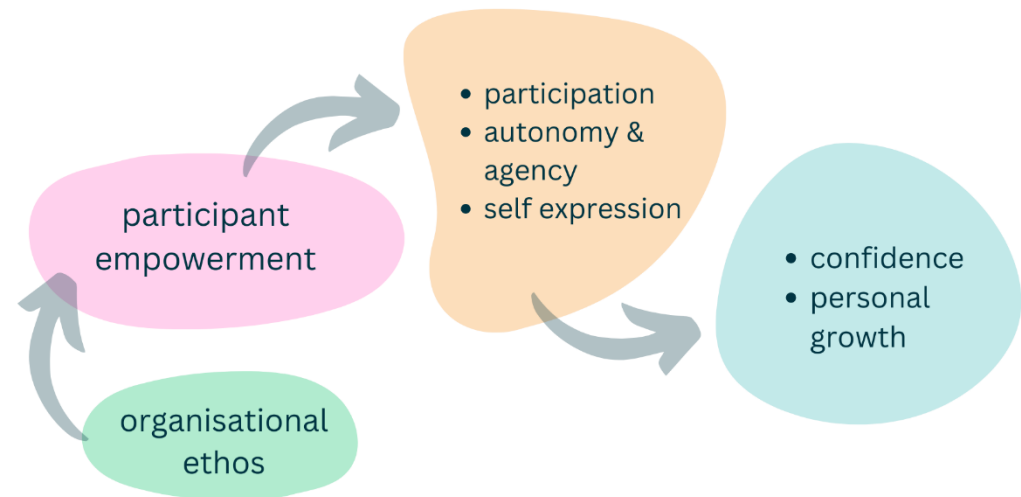 organisational
ethos
participant
empowerment
• participation
• autonomy &
agency
• self expression
• confidence
• personal
growth